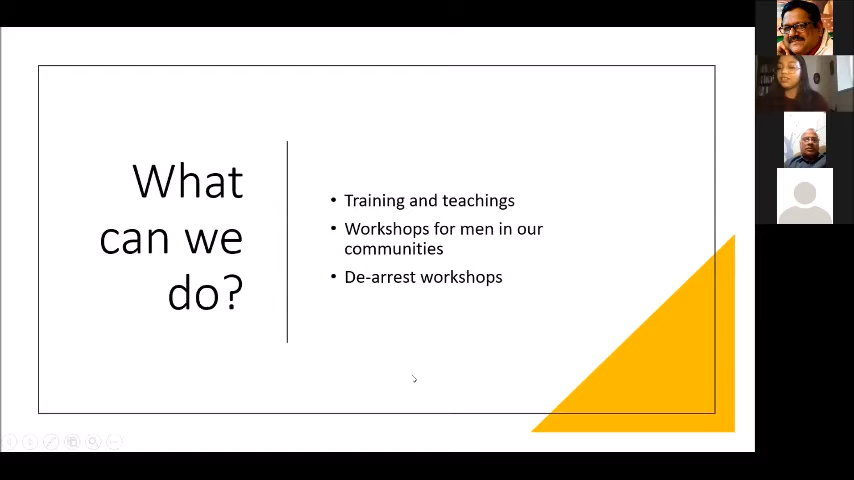 What
can we
do?
• Training and teachings
• Workshops for men in our
communities
• De-arrest workshops